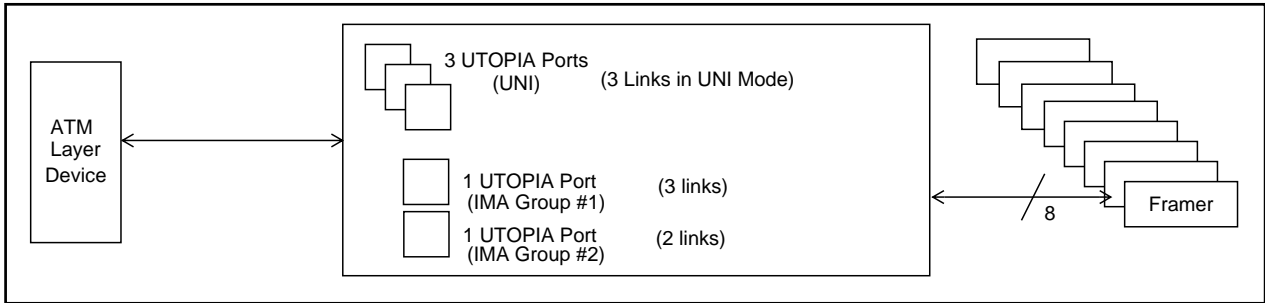 ATM
Layer
Device
3 UTOPIA Ports
(UNI)
(3 Links in UNI Mode)
1 UTOPIA Port
(IMA Group #1)
(3 links)
1 UTOPIA Port
(IMA Group #2)
(2 links)
8
Framer